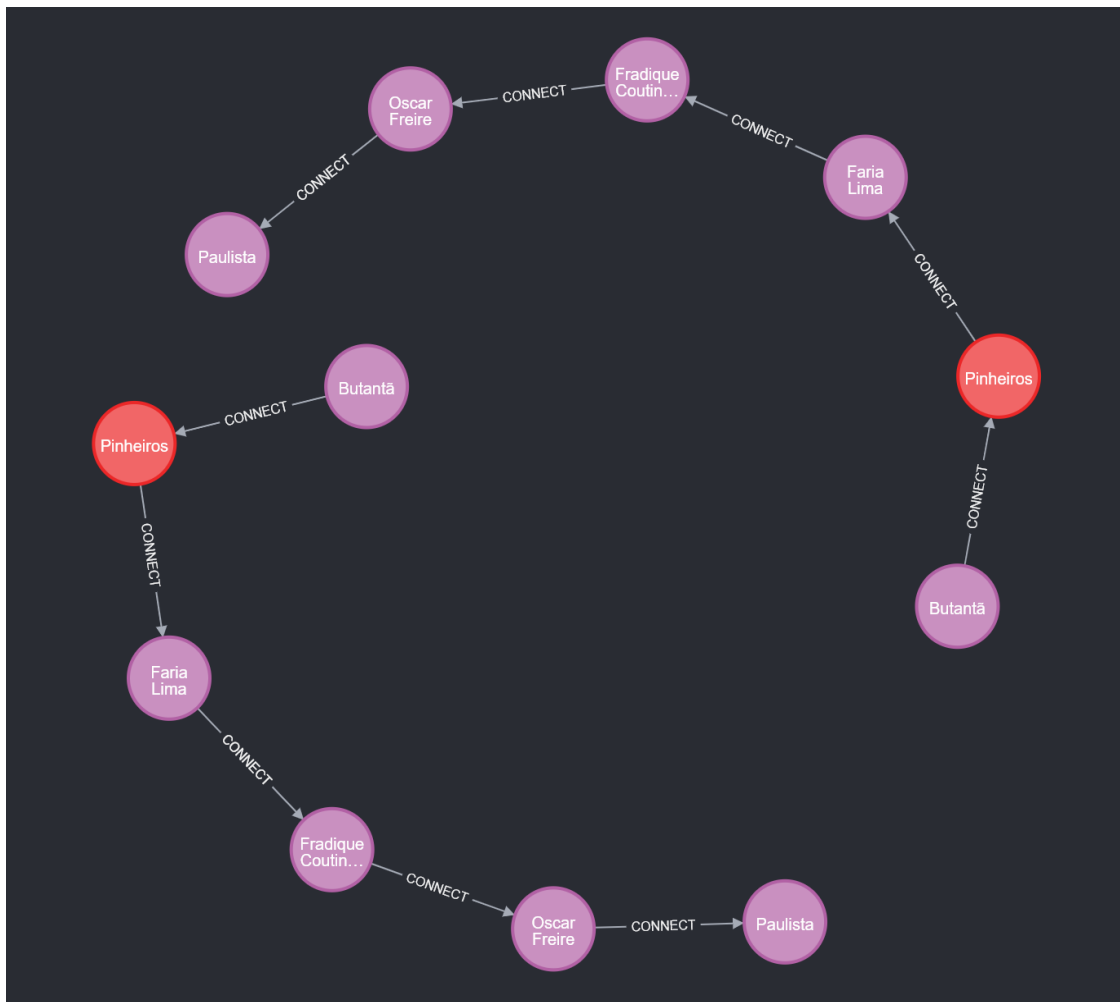 Fradique
Coutin…
CONNECT
Oscar
Freire
CONNECT
Faria
Lima
CONNECT
Paulista
CONNECT
Pinheiros
Butantã
CONNECT
Pinheiros
CONNECT
CONNECT
Butantã
Faria
Lima
CONNECT
Fradique
Coutin…
CONNECT
Oscar
Freire
CONNECT
Paulista